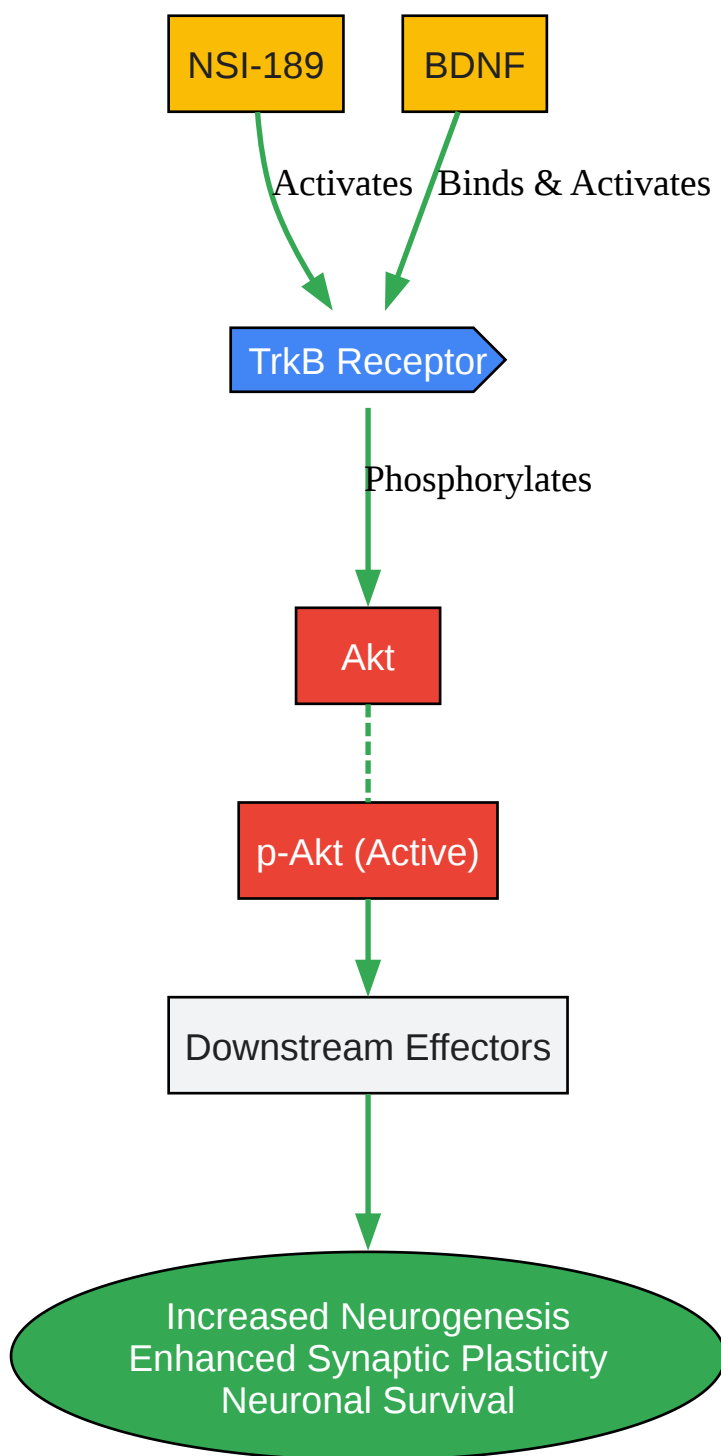 NSI-189
BDNF
Activates
Binds & Activates
TrkB Receptor
Phosphorylates
Akt
p-Akt (Active)
Downstream Effectors
Increased Neurogenesis
Enhanced Synaptic Plasticity
Neuronal Survival